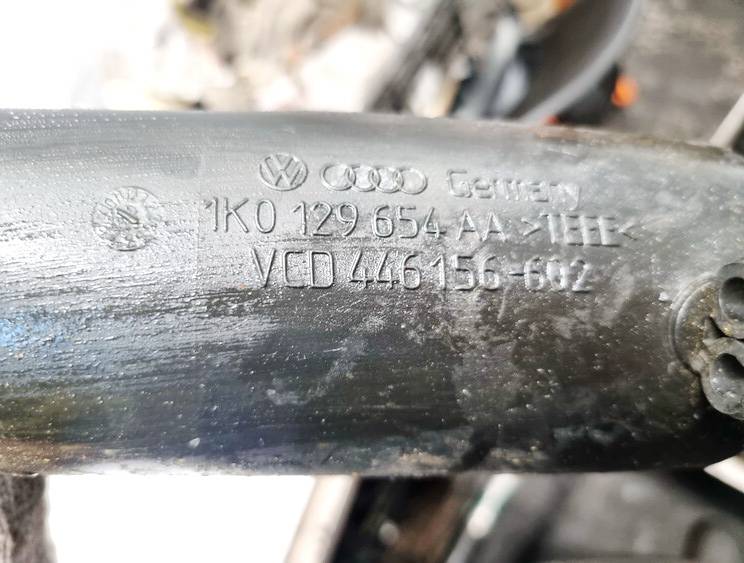 Germany
1K0 129 654 AA >TEEE<
VCD 446156-602